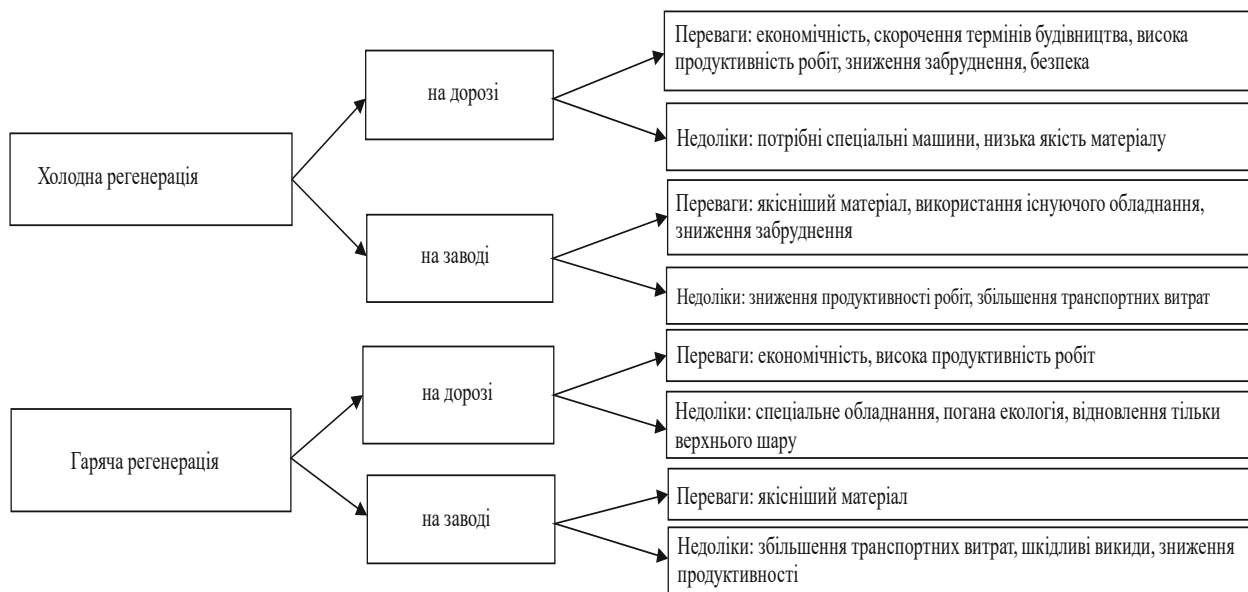 Холодна регенерація
на дорозі
Переваги: економічність, скорочення термінів будівництва, висока
продуктивність робіт, зниження забруднення, безпека
Недоліки: потрібні спеціальні машини, низька якість матеріалу
на заводі
Переваги: якісніший матеріал, використання існуючого обладнання,
зниження забруднення
Недоліки: зниження продуктивності робіт, збільшення транспортних витрат
Гаряча регенерація
на дорозі
Переваги: економічність, висока продуктивність робіт
Недоліки: спеціальне обладнання, погана екологія, відновлення тільки
верхнього шару
на заводі
Переваги: якісніший матеріал
Недоліки: збільшення транспортних витрат, шкідливі викиди, зниження
продуктивності